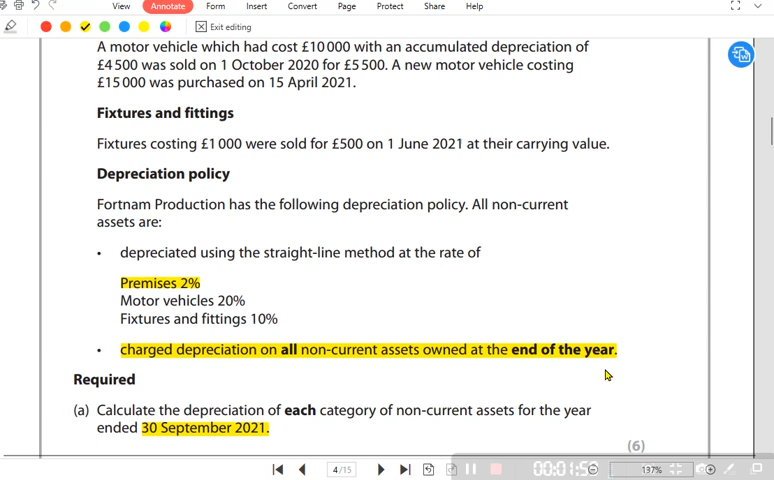 View Annotate Form Insert Convert Page Protect Share Help
Exit editing
A motor vehicle which had cost £10 000 with an accumulated depreciation of
£4 500 was sold on 1 October 2020 for £5 500. A new motor vehicle costing
£15 000 was purchased on 15 April 2021.
Fixtures and fittings
Fixtures costing £1 000 were sold for £500 on 1 June 2021 at their carrying value.
Depreciation policy
Fortnam Production has the following depreciation policy. All non-current
assets are:
• depreciated using the straight-line method at the rate of
Premises 2%
Motor vehicles 20%
Fixtures and fittings 10%
• charged depreciation on all non-current assets owned at the end of the year.
Required
(a) Calculate the depreciation of each category of non-current assets for the year
ended 30 September 2021.
(6)
4/15